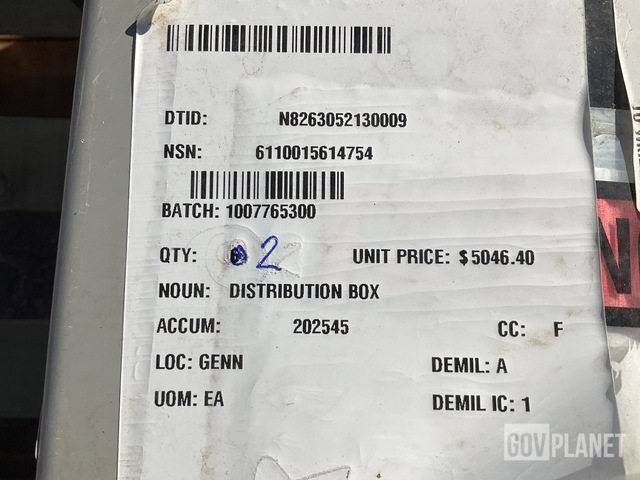 DTID: N8263052130009
NSN: 6110015614754
BATCH: 1007765300
QTY: 2 UNIT PRICE: $5046.40
NOUN: DISTRIBUTION BOX
ACCUM: 202545 CC: F
LOC: GENN DEMIL: A
UOM: EA DEMIL IC: 1
GOVPLANET